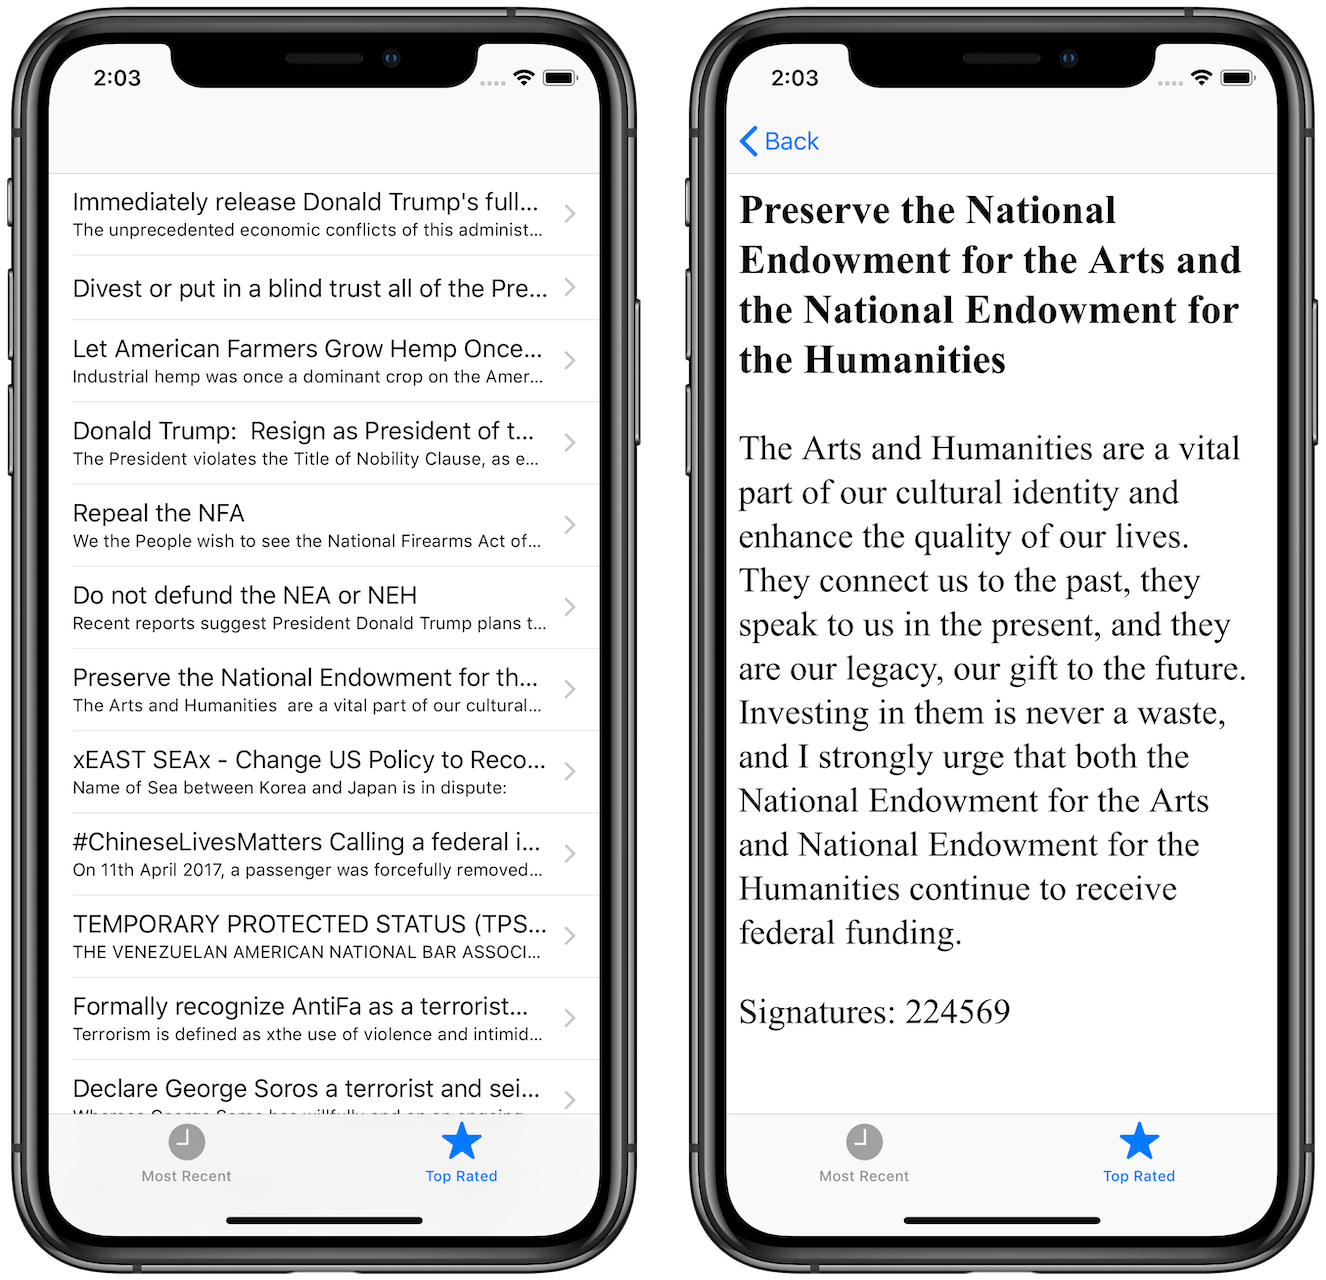 2:03
Immediately release Donald Trump's full...
The unprecedented economic conflicts of this administ...
Divest or put in a blind trust all of the Pre...
Let American Farmers Grow Hemp Once...
Industrial hemp was once a dominant crop on the Amer...
Donald Trump:  Resign as President of t...
The President violates the Title of Nobility Clause, as e...
Repeal the NFA
We the People wish to see the National Firearms Act of...
Do not defund the NEA or NEH
Recent reports suggest President Donald Trump plans t...
Preserve the National Endowment for th...
The Arts and Humanities  are a vital part of our cultural...
xEAST SEAx - Change US Policy to Reco...
Name of Sea between Korea and Japan is in dispute:
#ChineseLivesMatters Calling a federal i...
On 11th April 2017, a passenger was forcefully removed...
TEMPORARY PROTECTED STATUS (TPS...
THE VENEZUELAN AMERICAN NATIONAL BAR ASSOCI...
Formally recognize AntiFa as a terrorist...
Terrorism is defined as xthe use of violence and intimid...
Declare George Soros a terrorist and sei...
Whereas George Soros has willfully and on an ongoing
Most Recent
Top Rated
2:03
Back
Preserve the National
Endowment for the Arts and
the National Endowment for
the Humanities
The Arts and Humanities are a vital
part of our cultural identity and
enhance the quality of our lives.
They connect us to the past, they
speak to us in the present, and they
are our legacy, our gift to the future.
Investing in them is never a waste,
and I strongly urge that both the
National Endowment for the Arts
and National Endowment for the
Humanities continue to receive
federal funding.
Signatures: 224569
Most Recent
Top Rated